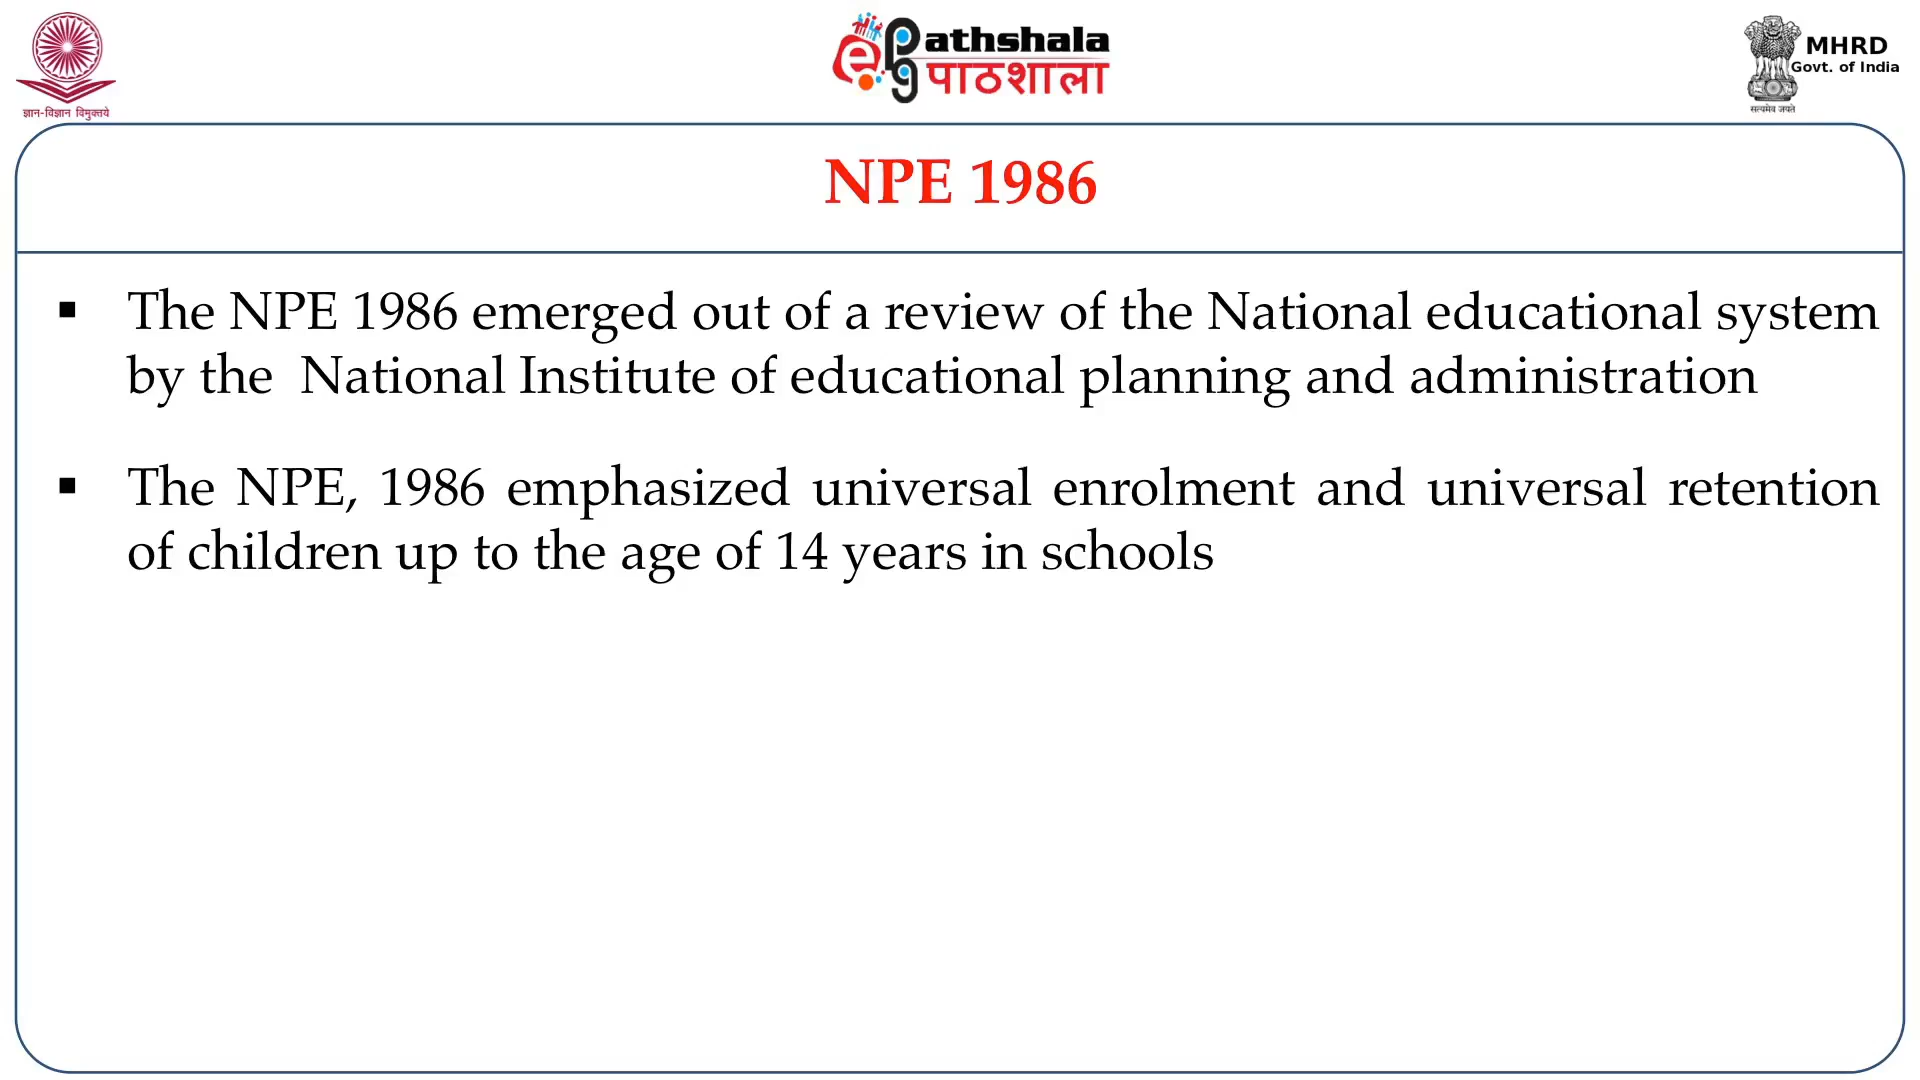 ज्ञान-विज्ञान विमुक्तये
ePathshala
पाठशाला
MHRD
Govt. of India
सत्यमेव जयते
NPE 1986
▪ The NPE 1986 emerged out of a review of the National educational system
by the National Institute of educational planning and administration
▪ The NPE, 1986 emphasized universal enrolment and universal retention
of children up to the age of 14 years in schools